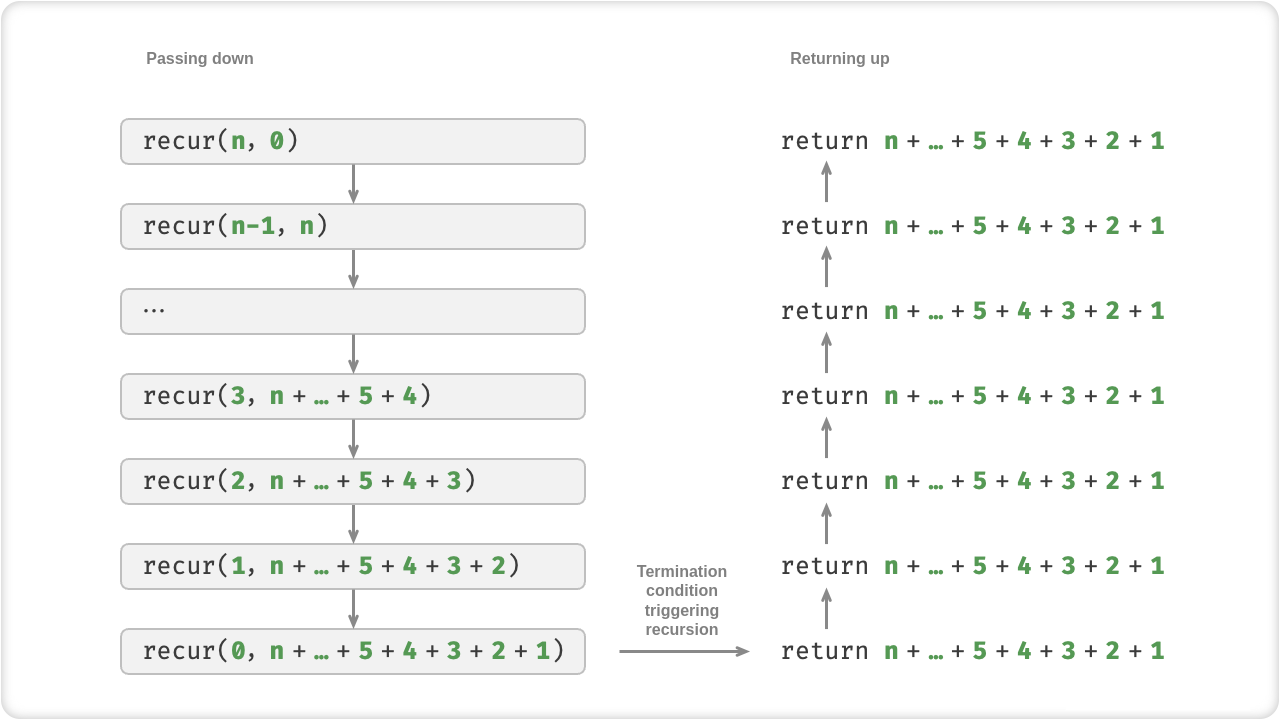 Passing down
Returning up
recur(n, 0)
return n + … + 5 + 4 + 3 + 2 + 1
recur(n-1, n)
return n + … + 5 + 4 + 3 + 2 + 1
…
return n + … + 5 + 4 + 3 + 2 + 1
recur(3, n + … + 5 + 4)
return n + … + 5 + 4 + 3 + 2 + 1
recur(2, n + … + 5 + 4 + 3)
return n + … + 5 + 4 + 3 + 2 + 1
recur(1, n + … + 5 + 4 + 3 + 2)
return n + … + 5 + 4 + 3 + 2 + 1
Termination
condition
triggering
recursion
recur(0, n + … + 5 + 4 + 3 + 2 + 1)
return n + … + 5 + 4 + 3 + 2 + 1